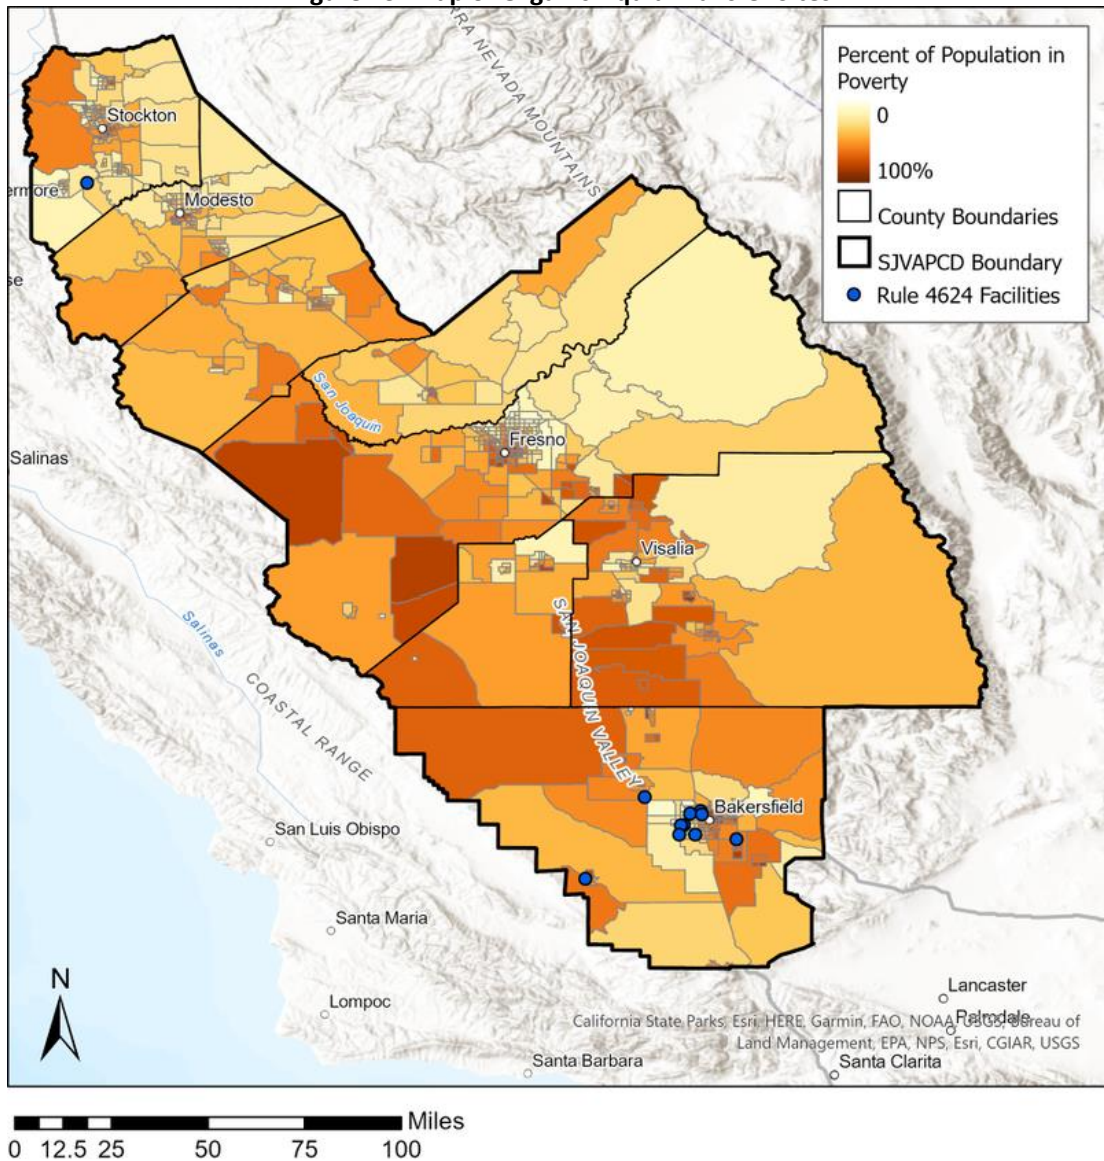 RRA NEVADA MOUNTAINS
Percent of Population in
Poverty
0
100%
County Boundaries
SJVAPCD Boundary
Rule 4624 Facilities
Stockton
ermore
Modesto
se
San Joaquin
Fresno
Salinas
Visalia
Salinas
SAN JOAQUIN VALLEY
COASTAL RANGE
Bakersfield
San Luis Obispo
Santa Maria
N
Lompoc
Lancaster
Palmdale
California State Parks, Esri, HERE, Garmin, FAO, NOAA, USGS, Bureau of
Land Management, EPA, NPS, Esri, CGIAR, USGS
Santa Barbara
Santa Clarita
Miles
0 12.5 25 50 75 100